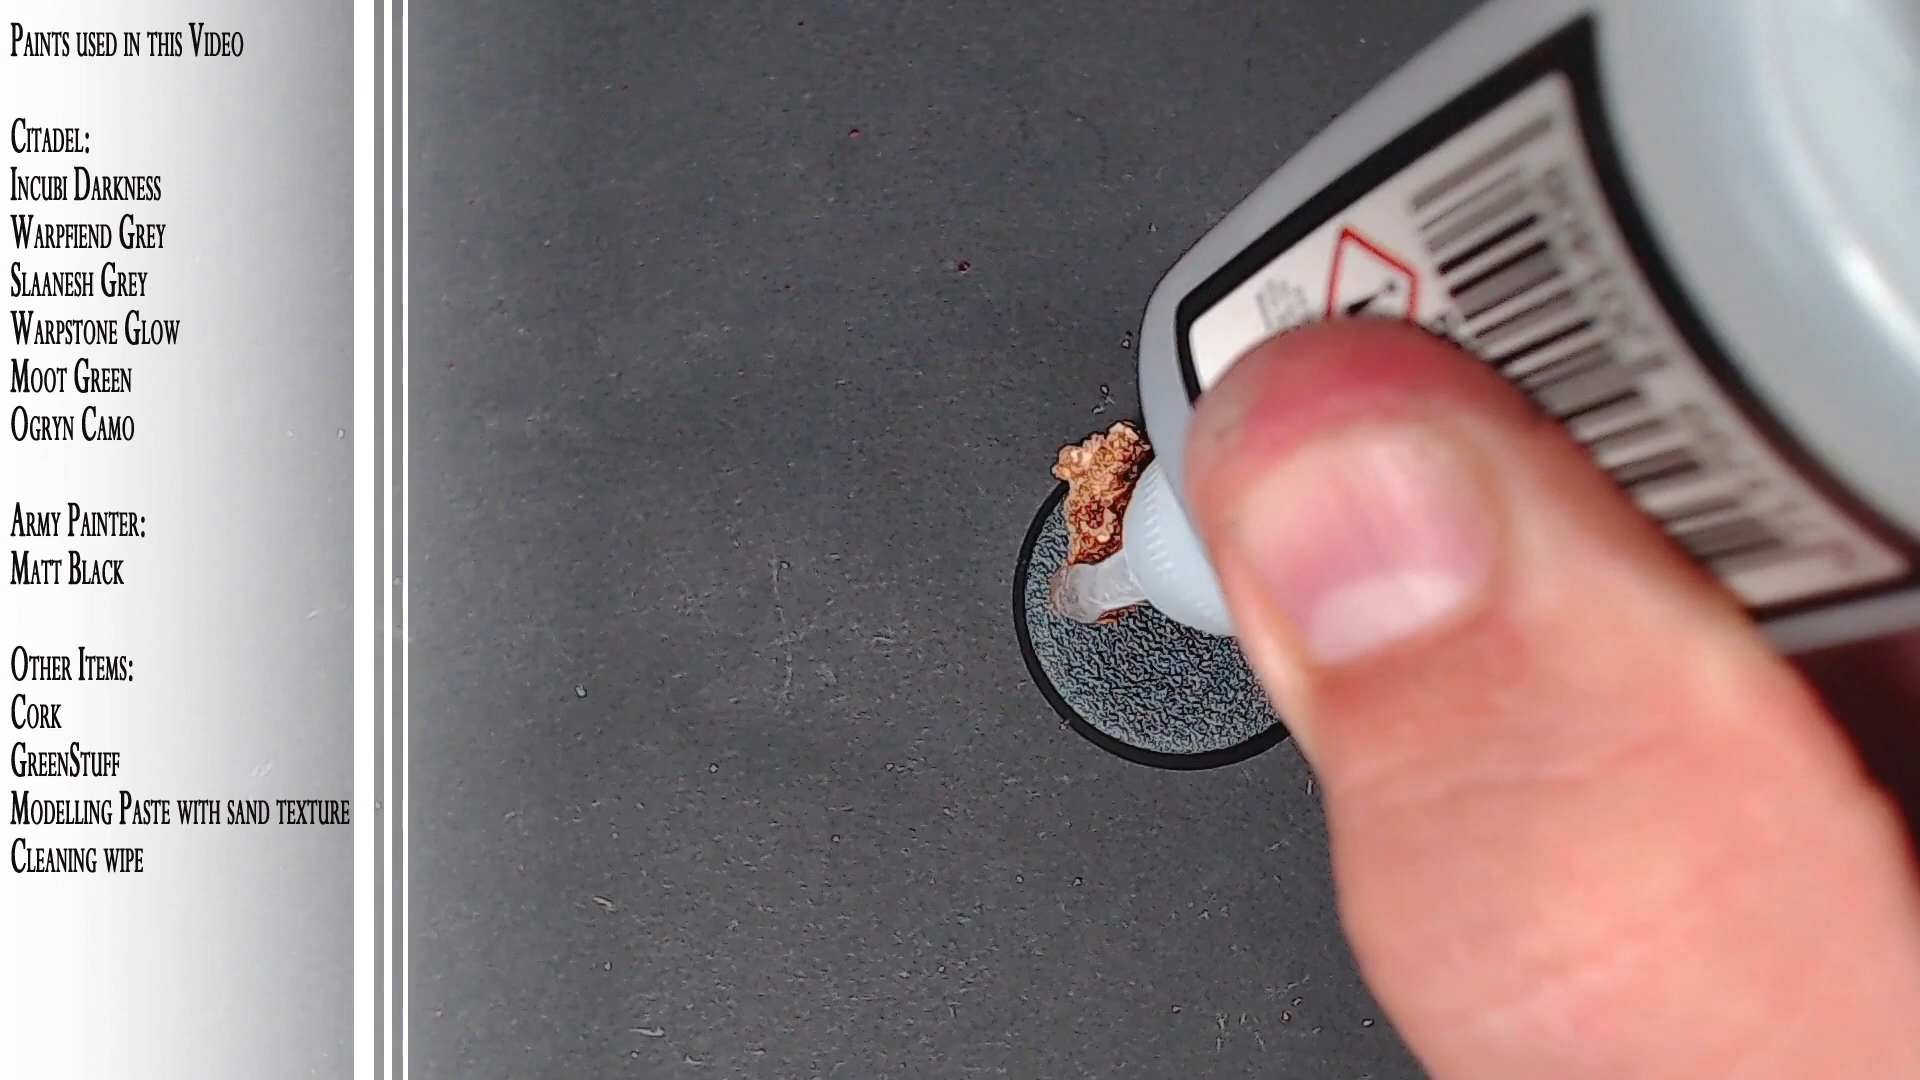 Paints used in this Video
Citadel:
Incubi Darkness
Warpfiend Grey
Slaanesh Grey
Warpstone Glow
Moot Green
Ogryn Camo
Army Painter:
Matt Black
Other Items:
Cork
GreenStuff
Modelling Paste with sand texture
Cleaning wipe